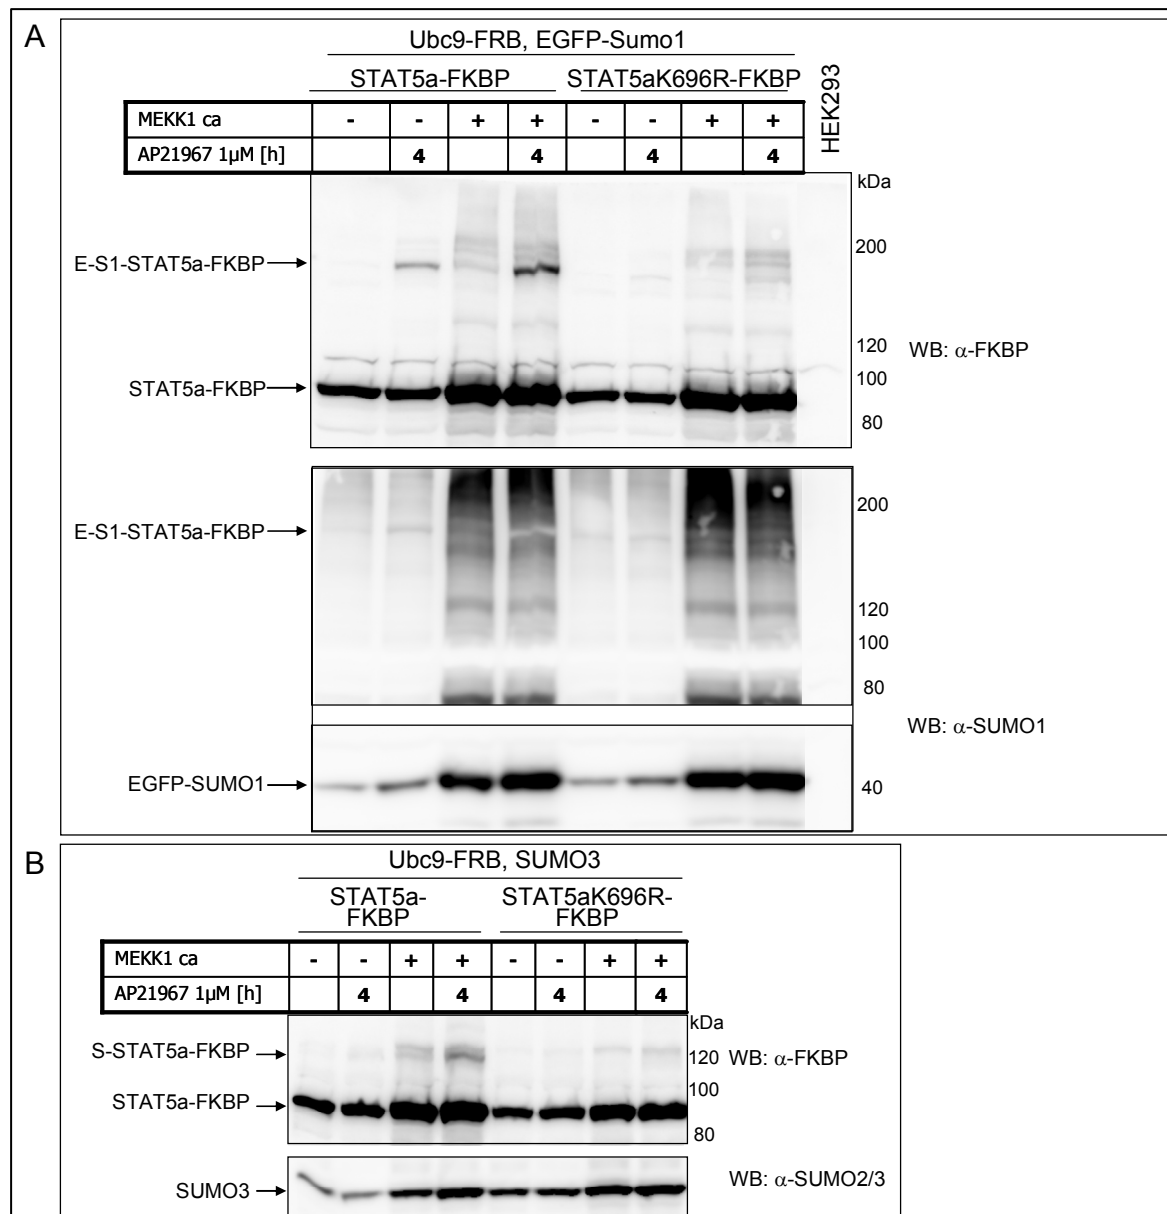 A
Ubc9-FRB, EGFP-Sumo1
STAT5a-FKBP STAT5aK696R-FKBP
HEK293
MEKK1 ca - - + + - - + +
AP21967 1µM [h] 4 4 4 4
kDa
200
E-S1-STAT5a-FKBP
120
WB: α-FKBP
100
STAT5a-FKBP
80
200
E-S1-STAT5a-FKBP
120
100
80
WB: α-SUMO1
EGFP-SUMO1
40
B
Ubc9-FRB, SUMO3
STAT5a- STAT5aK696R-
FKBP FKBP
MEKK1 ca - - + + - - + +
AP21967 1µM [h] 4 4 4 4
kDa
S-STAT5a-FKBP 120 WB: α-FKBP
100
STAT5a-FKBP
80
SUMO3 WB: α-SUMO2/3